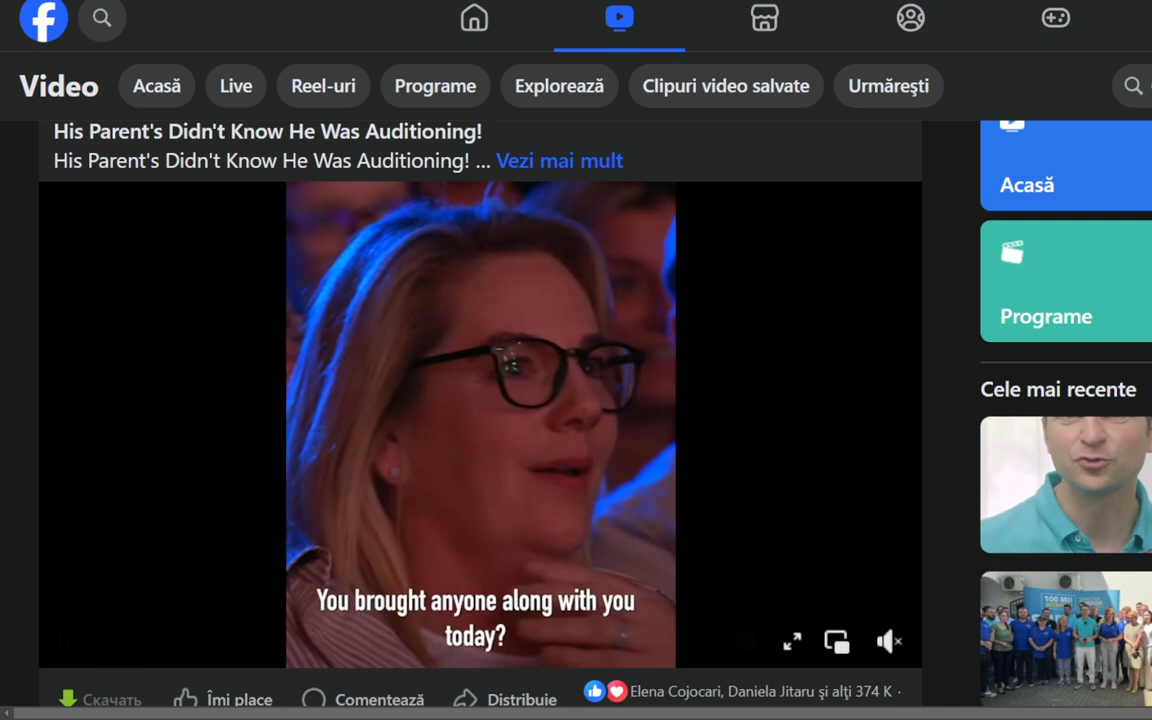 Video
Acasă
Live
Reel-uri
Programe
Explorează
Clipuri video salvate
Urmărești
His Parent's Didn't Know He Was Auditioning!
His Parent's Didn't Know He Was Auditioning! ... Vezi mai mult
You brought anyone along with you
today?
Скачать
Îmi place
Comentează
Distribuie
Elena Cojocari, Daniela Jitaru și alți 374 K ·
Acasă
Programe
Cele mai recente
100 MII